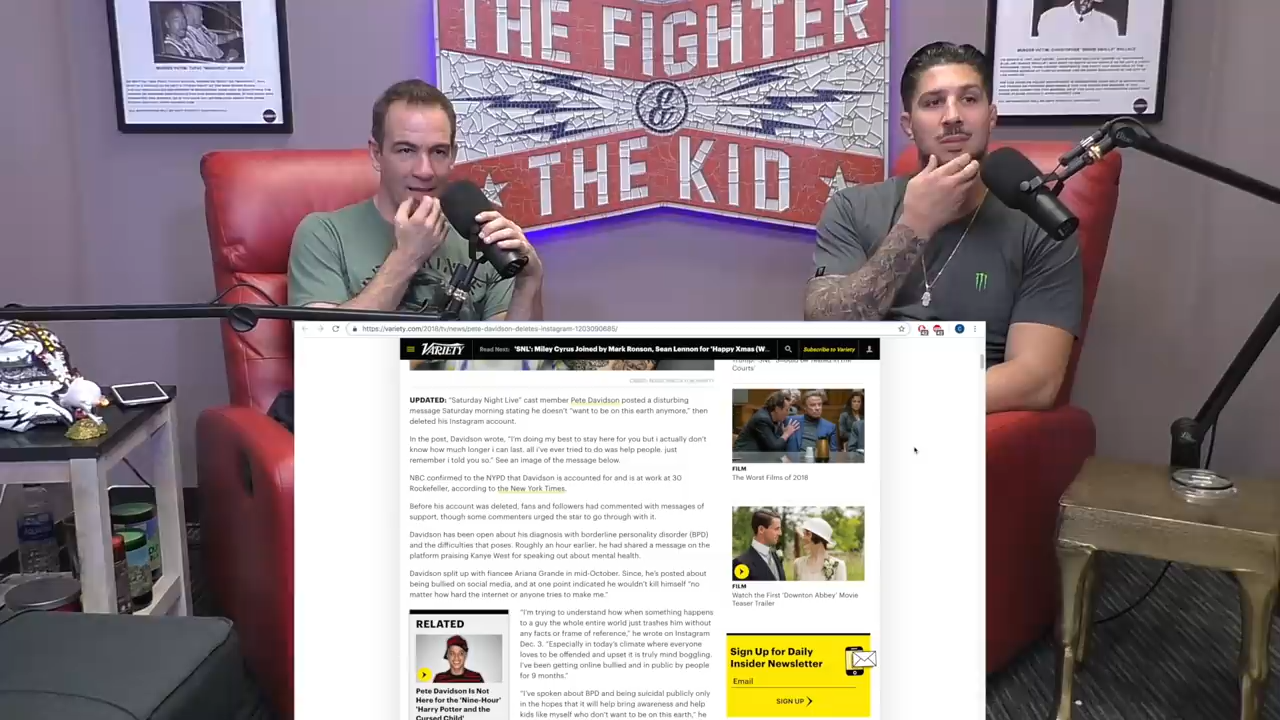 THE FIGHTER
&
THE KID
https://variety.com/2018/tv/news/pete-davidson-deletes-instagram-1203090885/
VARIETY
Read Next: 'SNL': Miley Cyrus Joined by Mark Ronson, Sean Lennon for 'Happy Xmas (W...
Subscribe to Variety
UPDATED: "Saturday Night Live" cast member Pete Davidson posted a disturbing
message Saturday morning stating he doesn't "want to be on this earth anymore," then
deleted his Instagram account.
In the post, Davidson wrote, "I'm doing my best to stay here for you but i actually don't
know how much longer i can last. all i've ever tried to do was help people. just
remember i told you so." See an image of the message below.
NBC confirmed to the NYPD that Davidson is accounted for and is at work at 30
Rockefeller, according to the New York Times.
Before his account was deleted, fans and followers had commented with messages of
support, though some commenters urged the star to go through with it.
Davidson has been open about his diagnosis with borderline personality disorder (BPD)
and the difficulties that poses. Roughly an hour earlier, he had shared a message on the
platform praising Kanye West for speaking out about mental health.
Davidson split up with fiancee Ariana Grande in mid-October. Since, he's posted about
being bullied on social media, and at one point indicated he wouldn't kill himself "no
matter how hard the internet or anyone tries to make me."
RELATED
Pete Davidson Is Not
Here for the 'Nine-Hour'
'Harry Potter and the
Cursed Child'
"I'm trying to understand how when something happens
to a guy the whole entire world just trashes him without
any facts or frame of reference," he wrote on Instagram
Dec. 3. "Especially in today's climate where everyone
loves to be offended and upset it is truly mind boggling.
I've been getting online bullied and in public by people
for 9 months."
"I've spoken about BPD and being suicidal publicly only
in the hopes that it will help bring awareness and help
kids like myself who don't want to be on this earth," he
Courts'
FILM
The Worst Films of 2018
FILM
Watch the First 'Downton Abbey' Movie
Teaser Trailer
Sign Up for Daily
Insider Newsletter
Email
SIGN UP